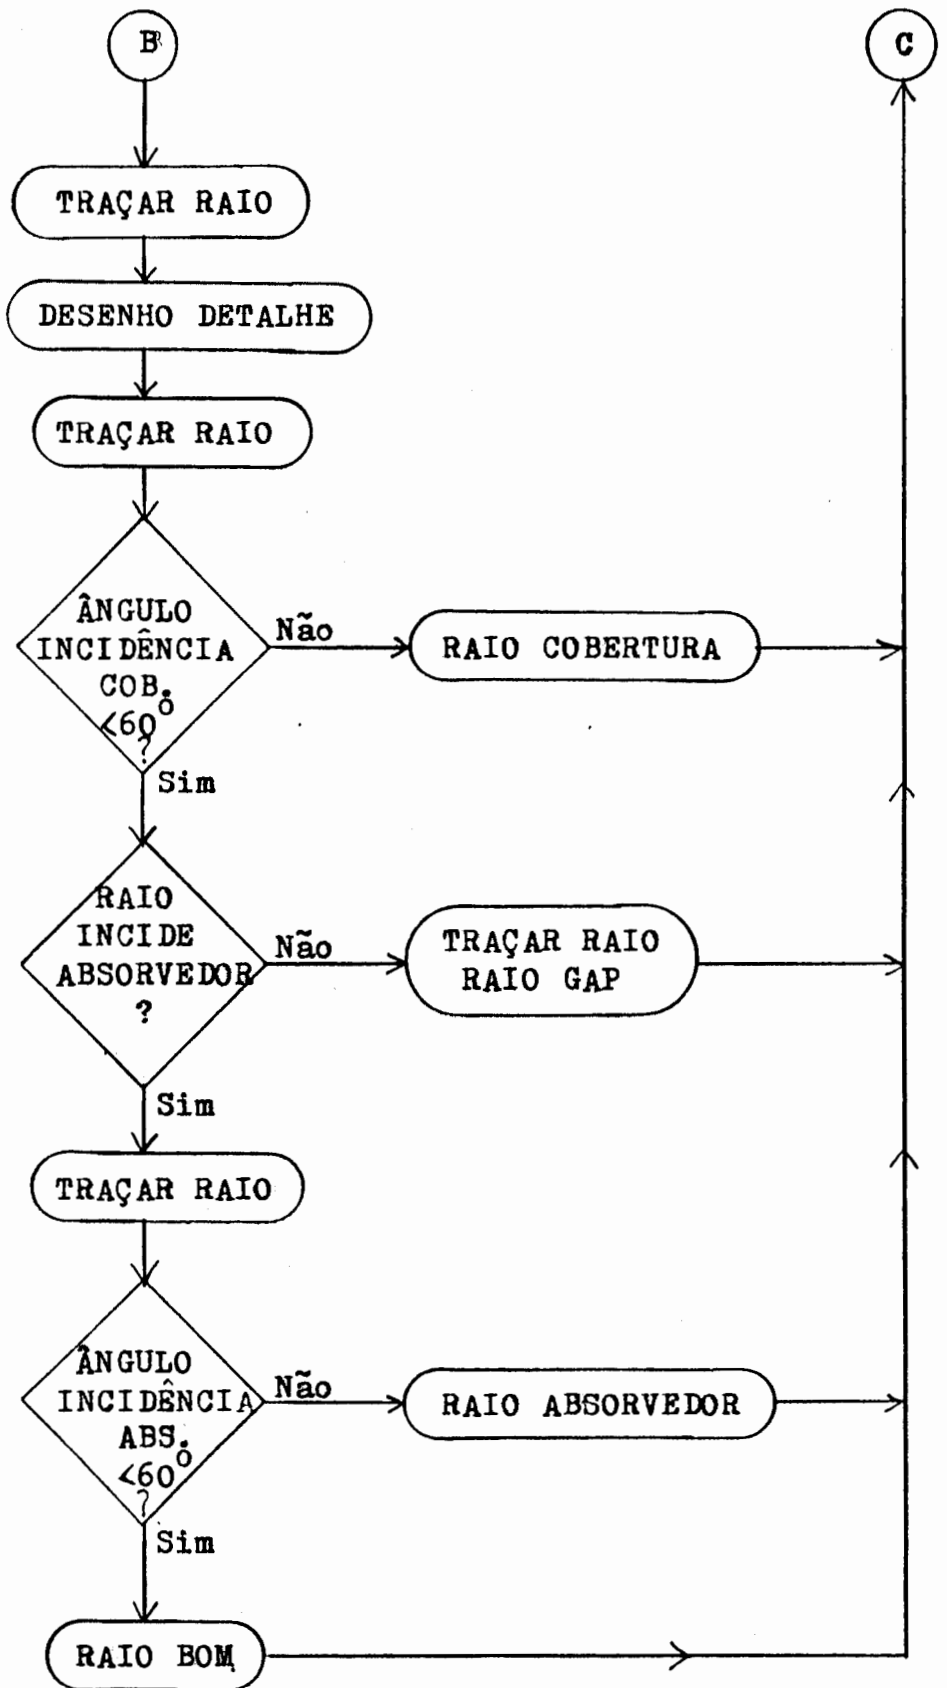 B
C
TRAÇAR RAIO
DESENHO DETALHE
TRAÇAR RAIO
ÂNGULO
INCIDÊNCIA
COB.
<60°
?
Não
RAIO COBERTURA
Sim
RAIO
INCIDE
ABSORVEDOR
?
Não
TRAÇAR RAIO
RAIO GAP
Sim
TRAÇAR RAIO
ÂNGULO
INCIDÊNCIA
ABS.
<60°
?
Não
RAIO ABSORVEDOR
Sim
RAIO BOM